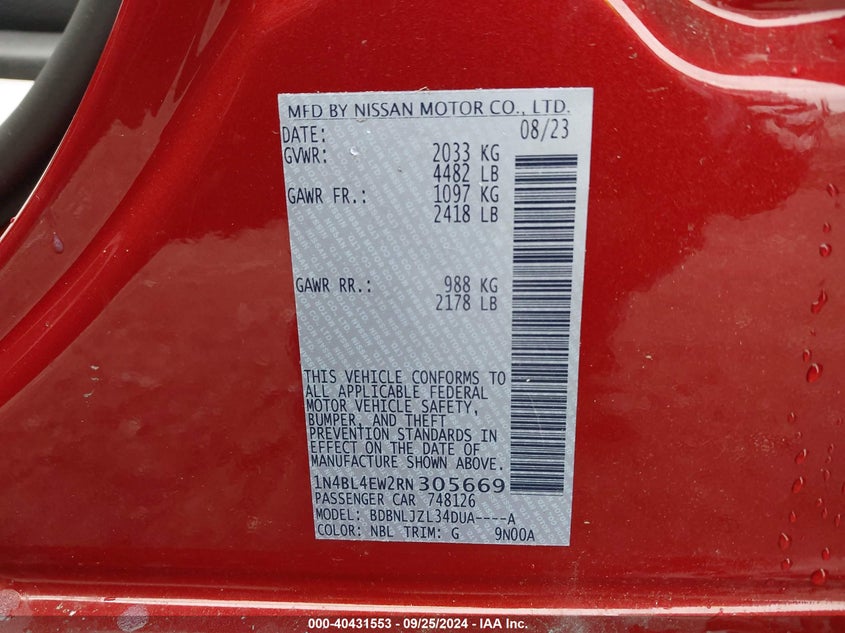 MFD BY NISSAN MOTOR CO., LTD.
DATE: 08/23
GVWR: 2033 KG
4482 LB
GAWR FR.: 1097 KG
2418 LB
GAWR RR.: 988 KG
2178 LB
THIS VEHICLE CONFORMS TO
ALL APPLICABLE FEDERAL
MOTOR VEHICLE SAFETY,
BUMPER, AND THEFT
PREVENTION STANDARDS IN
EFFECT ON THE DATE OF
MANUFACTURE SHOWN ABOVE.
1N4BL4EW2RN305669
PASSENGER CAR 748126
MODEL: BDBNLJZL34DUA----A
COLOR: NBL TRIM: G 9N00A
000-40431553 - 09/25/2024 - IAA Inc.